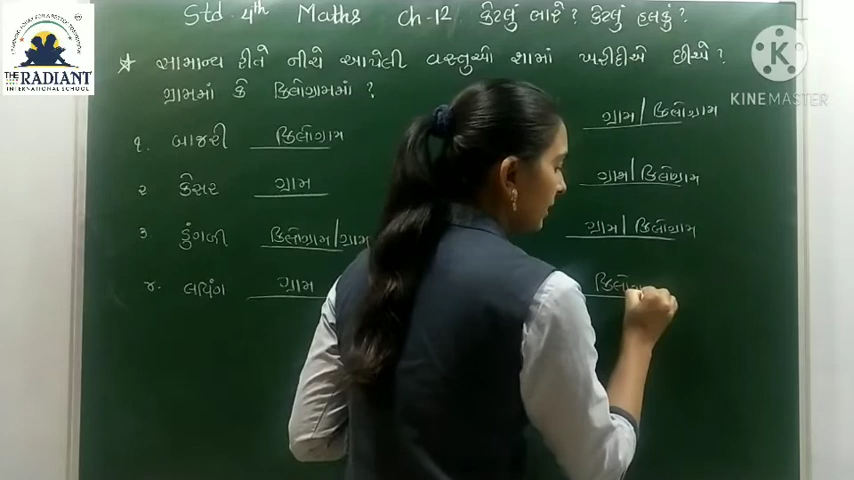 Std. 4th Maths ch-12 કેટલું ભારે? કેટલું હલકું?
* સામાન્ય રીતે નીચે આપેલી વસ્તુઓ શામાં ખરીદીએ છીએ?
ગ્રામમાં કે કિલોગ્રામમાં?
૧. બાજરી કિલોગ્રામ
૨ કેસર ગ્રામ
૩. ડુંગળી કિલોગ્રામ/ગ્રામ
૪. લવિંગ ગ્રામ
ગ્રામ/કિલોગ્રામ
ગ્રામ/કિલોગ્રામ
ગ્રામ/કિલોગ્રામ
THE RADIANT
INTERNATIONAL SCHOOL
K
KINEMASTER